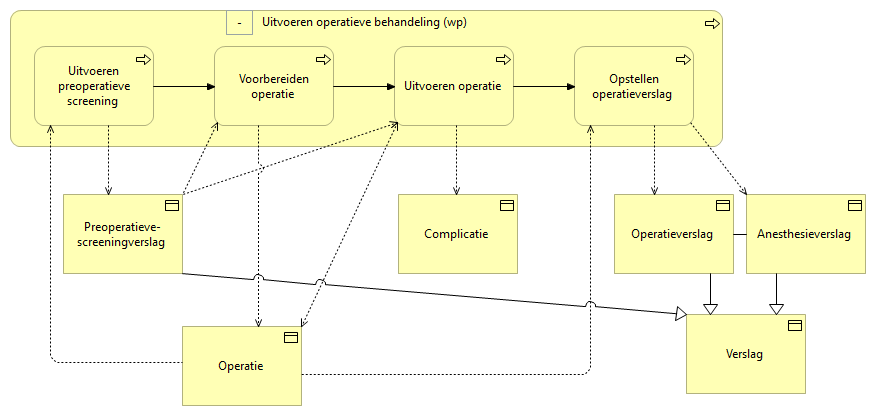 - Uitvoeren operatieve behandeling (wp)
Uitvoeren
preoperatieve
screening
Voorbereiden
operatie
Uitvoeren operatie
Opstellen
operatieverslag
Preoperatieve-
screeningverslag
Complicatie
Operatieverslag
Anesthesieverslag
Operatie
Verslag